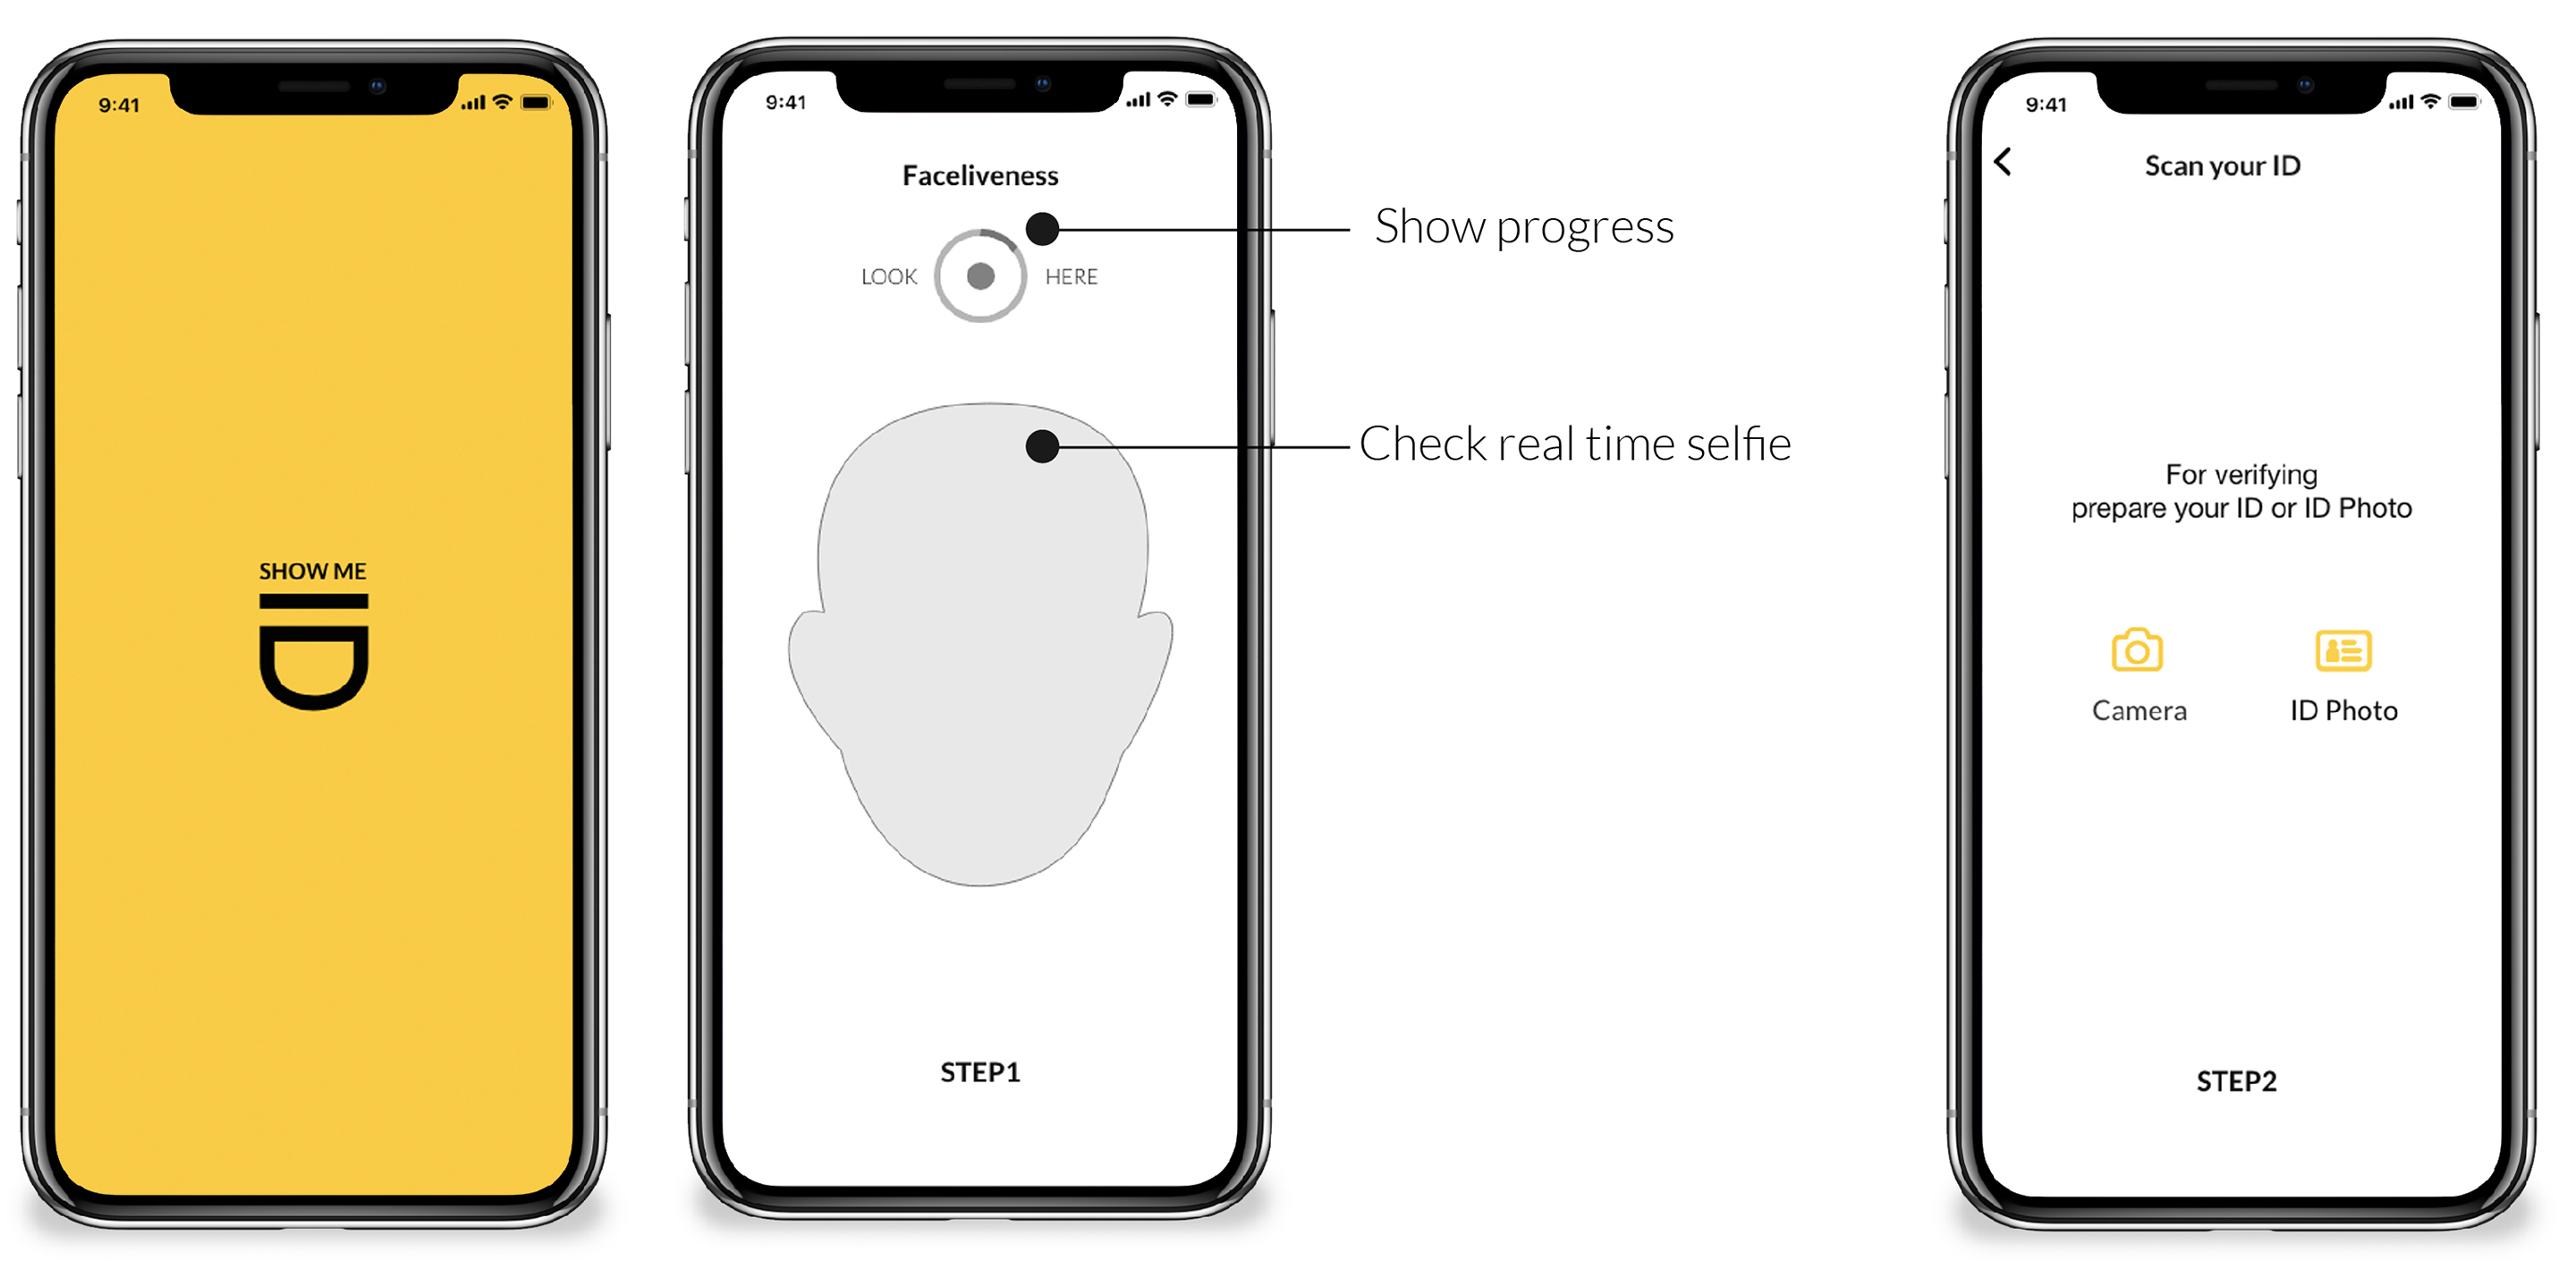 9:41
SHOW ME
ID
9:41
Faceliveness
LOOK HERE
Show progress
Check real time selfie
STEP1
9:41
Scan your ID
For verifying
prepare your ID or ID Photo
Camera ID Photo
STEP2